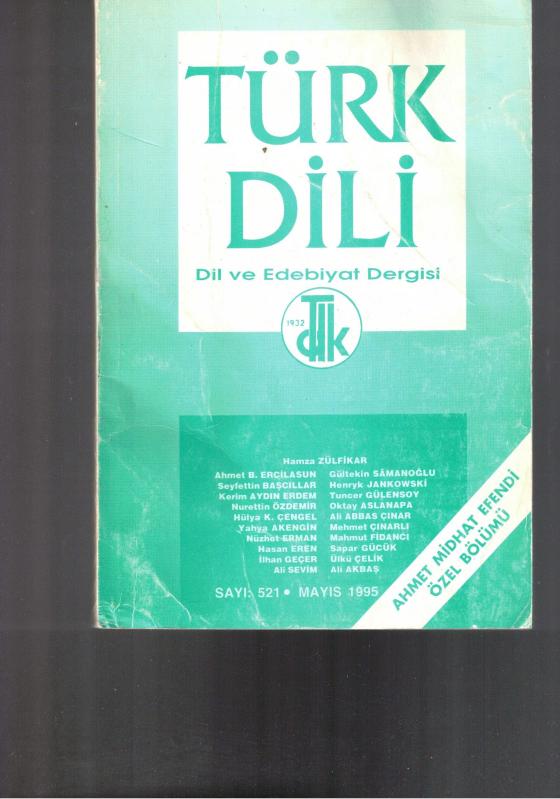 TÜRK
DİLİ
Dil ve Edebiyat Dergisi
1932
Tdk
Hamza ZÜLFİKAR
Ahmet B. ERCİLASUN Gültekin SÂMANOĞLU
Seyfettin BAŞCILLAR Henryk JANKOWSKİ
Kerim AYDIN ERDEM Tuncer GÜLENSOY
Nurettin ÖZDEMİR Oktay ASLANAPA
Hülya K. ÇENGEL Ali ABBAS ÇINAR
Yahya AKENGİN Mehmet ÇINARLI
Nüzhet ERMAN Mahmut FİDANCI
Hasan EREN Sapar GÜCÜK
İlhan GEÇER Ülkü ÇELİK
Ali SEVİM Ali AKBAŞ
SAYI: 521 • MAYIS 1995
AHMET MİDHAT EFENDİ
ÖZEL BÖLÜMÜ